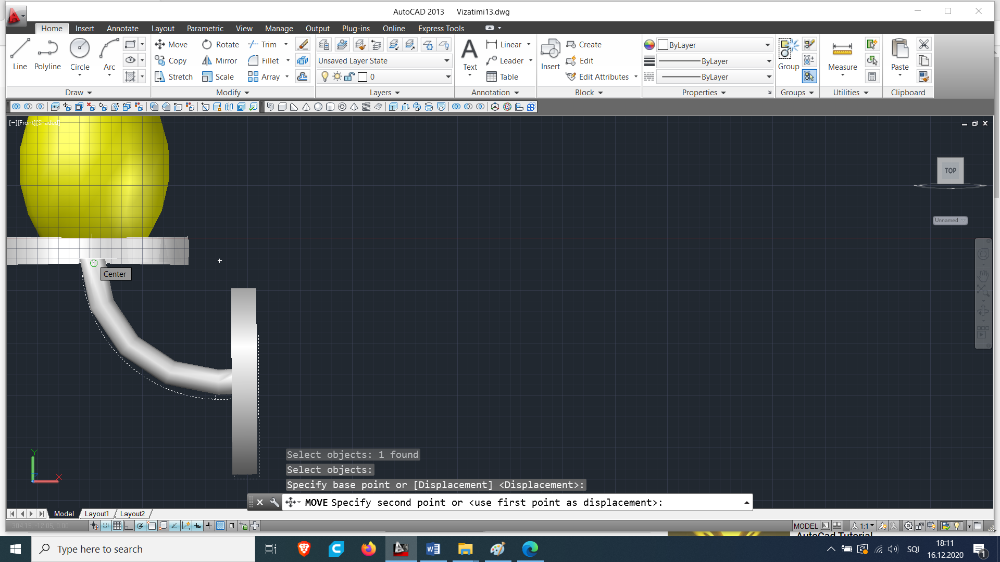 AutoCAD 2013 Vizatimi13.dwg
Home Insert Annotate Layout Parametric View Manage Output Plug-ins Online Express Tools
Line Polyline Circle Arc
Draw
Move Rotate Trim
Copy Mirror Fillet
Stretch Scale Array
Modify
Unsaved Layer State
0
Layers
Text
Linear
Leader
Table
Annotation
Insert
Create
Edit
Edit Attributes
Block
ByLayer
ByLayer
ByLayer
Properties
Group
Groups
Measure
Utilities
Paste
Clipboard
[−][Front][Shaded]
TOP
Unnamed
Center
Y
X
Z
Select objects: 1 found
Select objects:
Specify base point or [Displacement] <Displacement>:
MOVE Specify second point or <use first point as displacement>:
Model Layout1 Layout2
304.15, -12.05, 0.00
MODEL 1:1
AutoCad Tutorial
Type here to search
SQI
18:11
16.12.2020
1